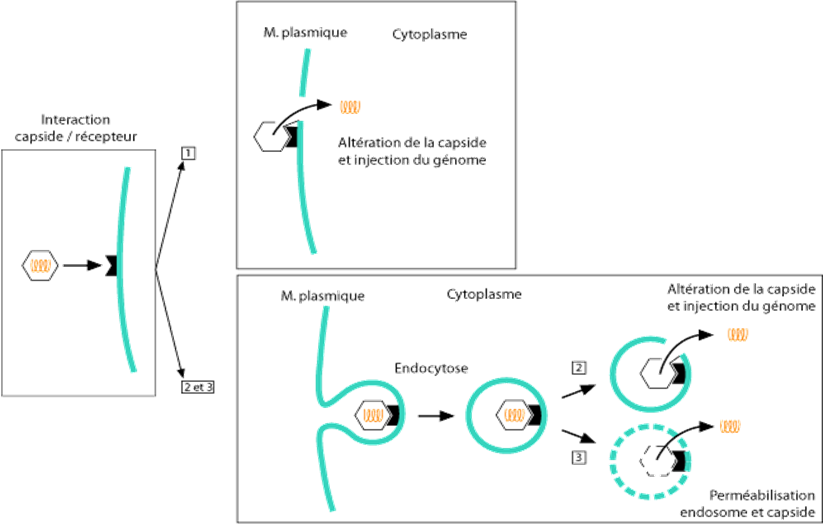 Interaction
capside / récepteur
1
2 et 3
M. plasmique
Cytoplasme
Altération de la capside
et injection du génome
M. plasmique
Cytoplasme
Altération de la capside
et injection du génome
Endocytose
2
3
Perméabilisation
endosome et capside